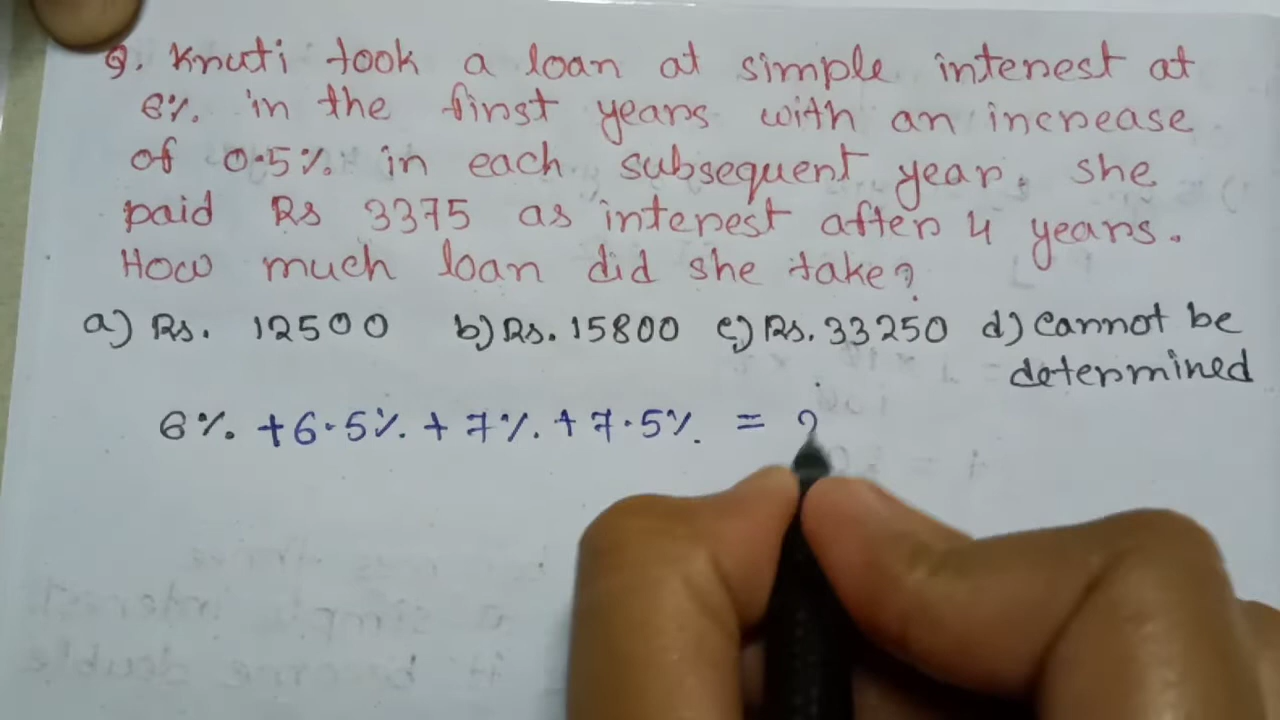 Q. Knuti took a loan at simple interest at
6%. in the first years with an increase
of 0.5%. in each subsequent year. she
paid Rs 3375 as interest after 4 years.
How much loan did she take?
a) Rs. 12500 b) Rs. 15800 c) Rs. 33250 d) cannot be
determined
6%. + 6.5%. + 7%. + 7.5%. = 2